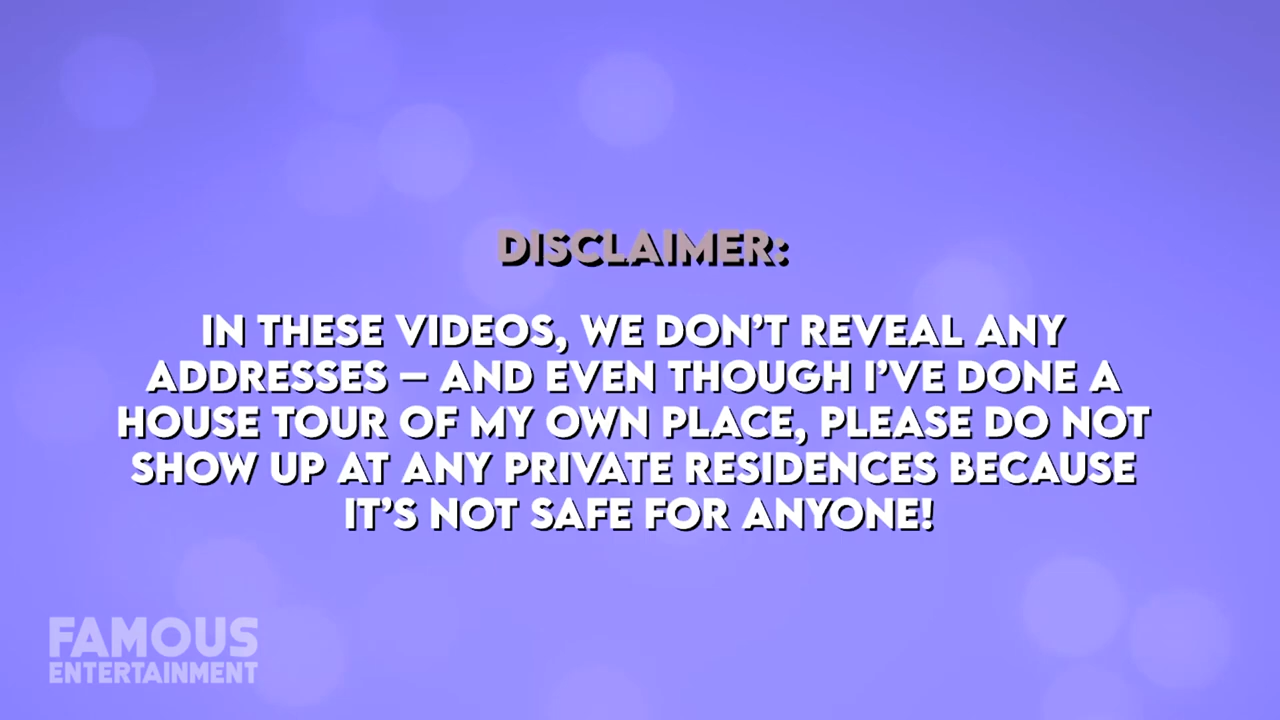 DISCLAIMER:
IN THESE VIDEOS, WE DON'T REVEAL ANY
ADDRESSES – AND EVEN THOUGH I'VE DONE A
HOUSE TOUR OF MY OWN PLACE, PLEASE DO NOT
SHOW UP AT ANY PRIVATE RESIDENCES BECAUSE
IT'S NOT SAFE FOR ANYONE!
FAMOUS
ENTERTAINMENT